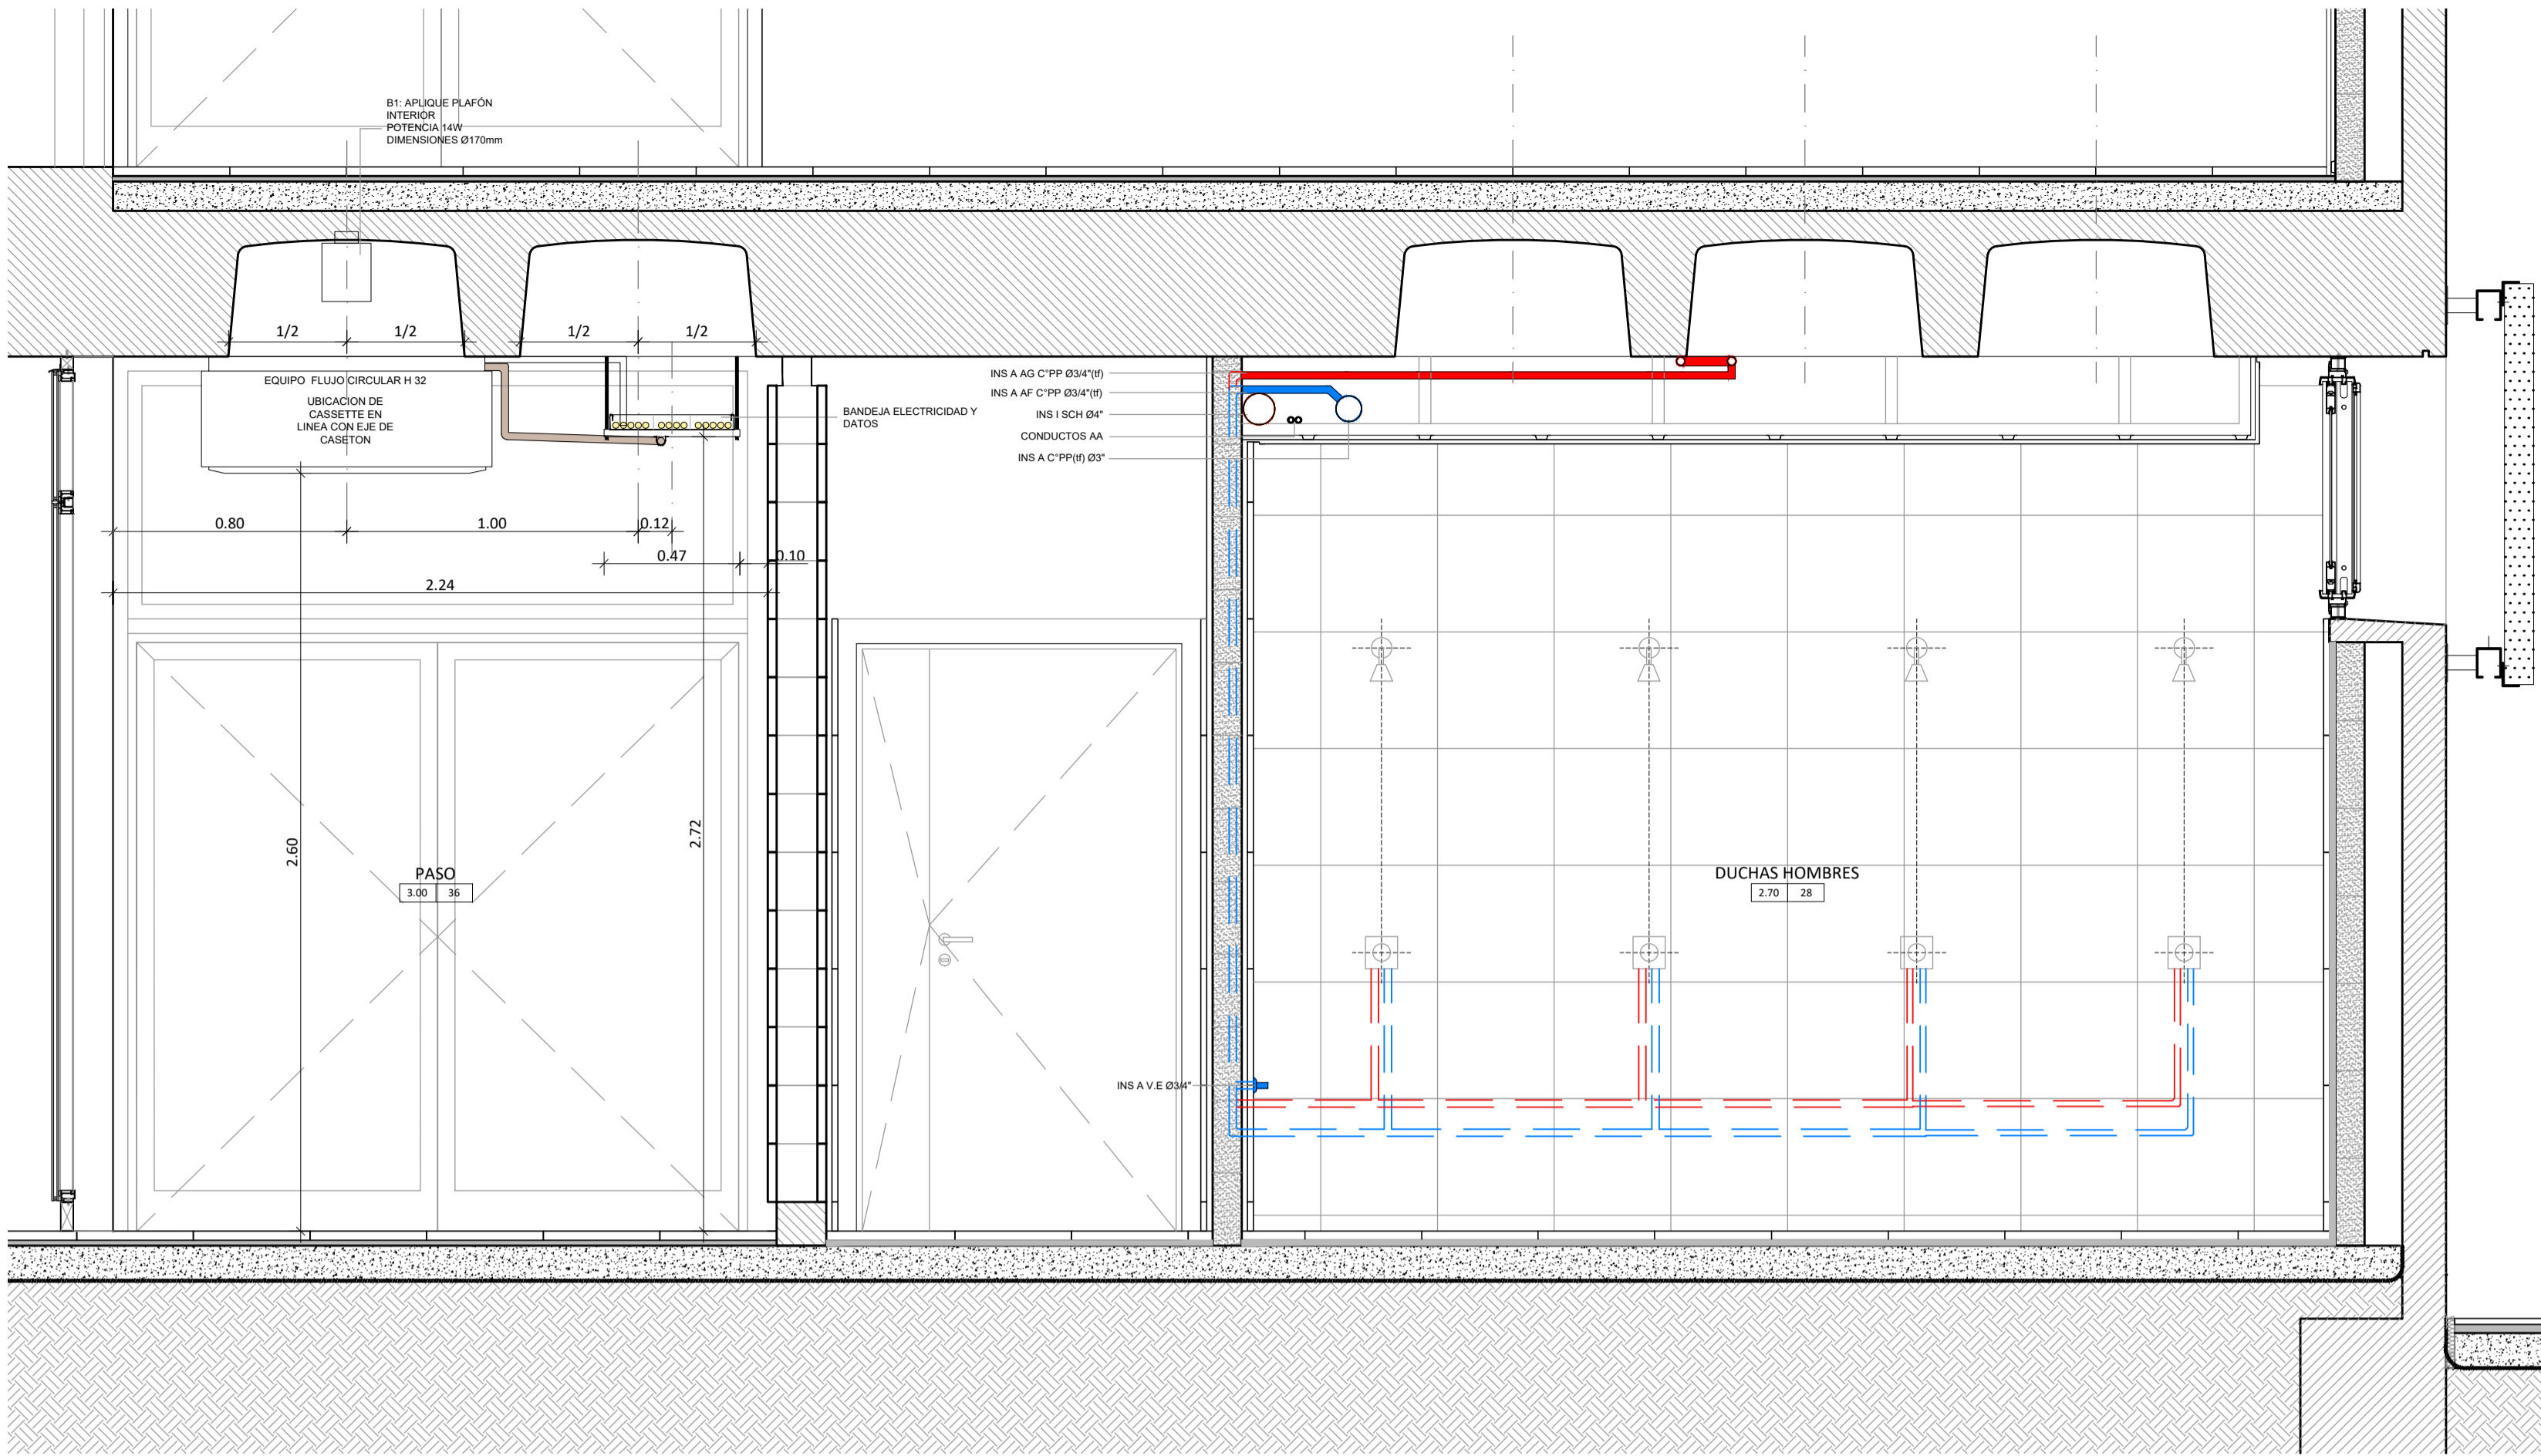 B1: APLIQUE PLAFÓN
INTERIOR
POTENCIA 14W
DIMENSIONES Ø170mm
1/2
1/2
1/2
1/2
EQUIPO FLUJO CIRCULAR H 32
UBICACION DE
CASSETTE EN
LINEA CON EJE DE
CASETON
BANDEJA ELECTRICIDAD Y
DATOS
INS A AG C°PP Ø3/4"(tf)
INS A AF C°PP Ø3/4"(tf)
INS I SCH Ø4"
CONDUCTOS AA
INS A C°PP(tf) Ø3"
0.80
1.00
0.12
0.47
0.10
2.24
2.60
2.72
PASO
3.00 36
DUCHAS HOMBRES
2.70 28
INS A V.E Ø3/4"